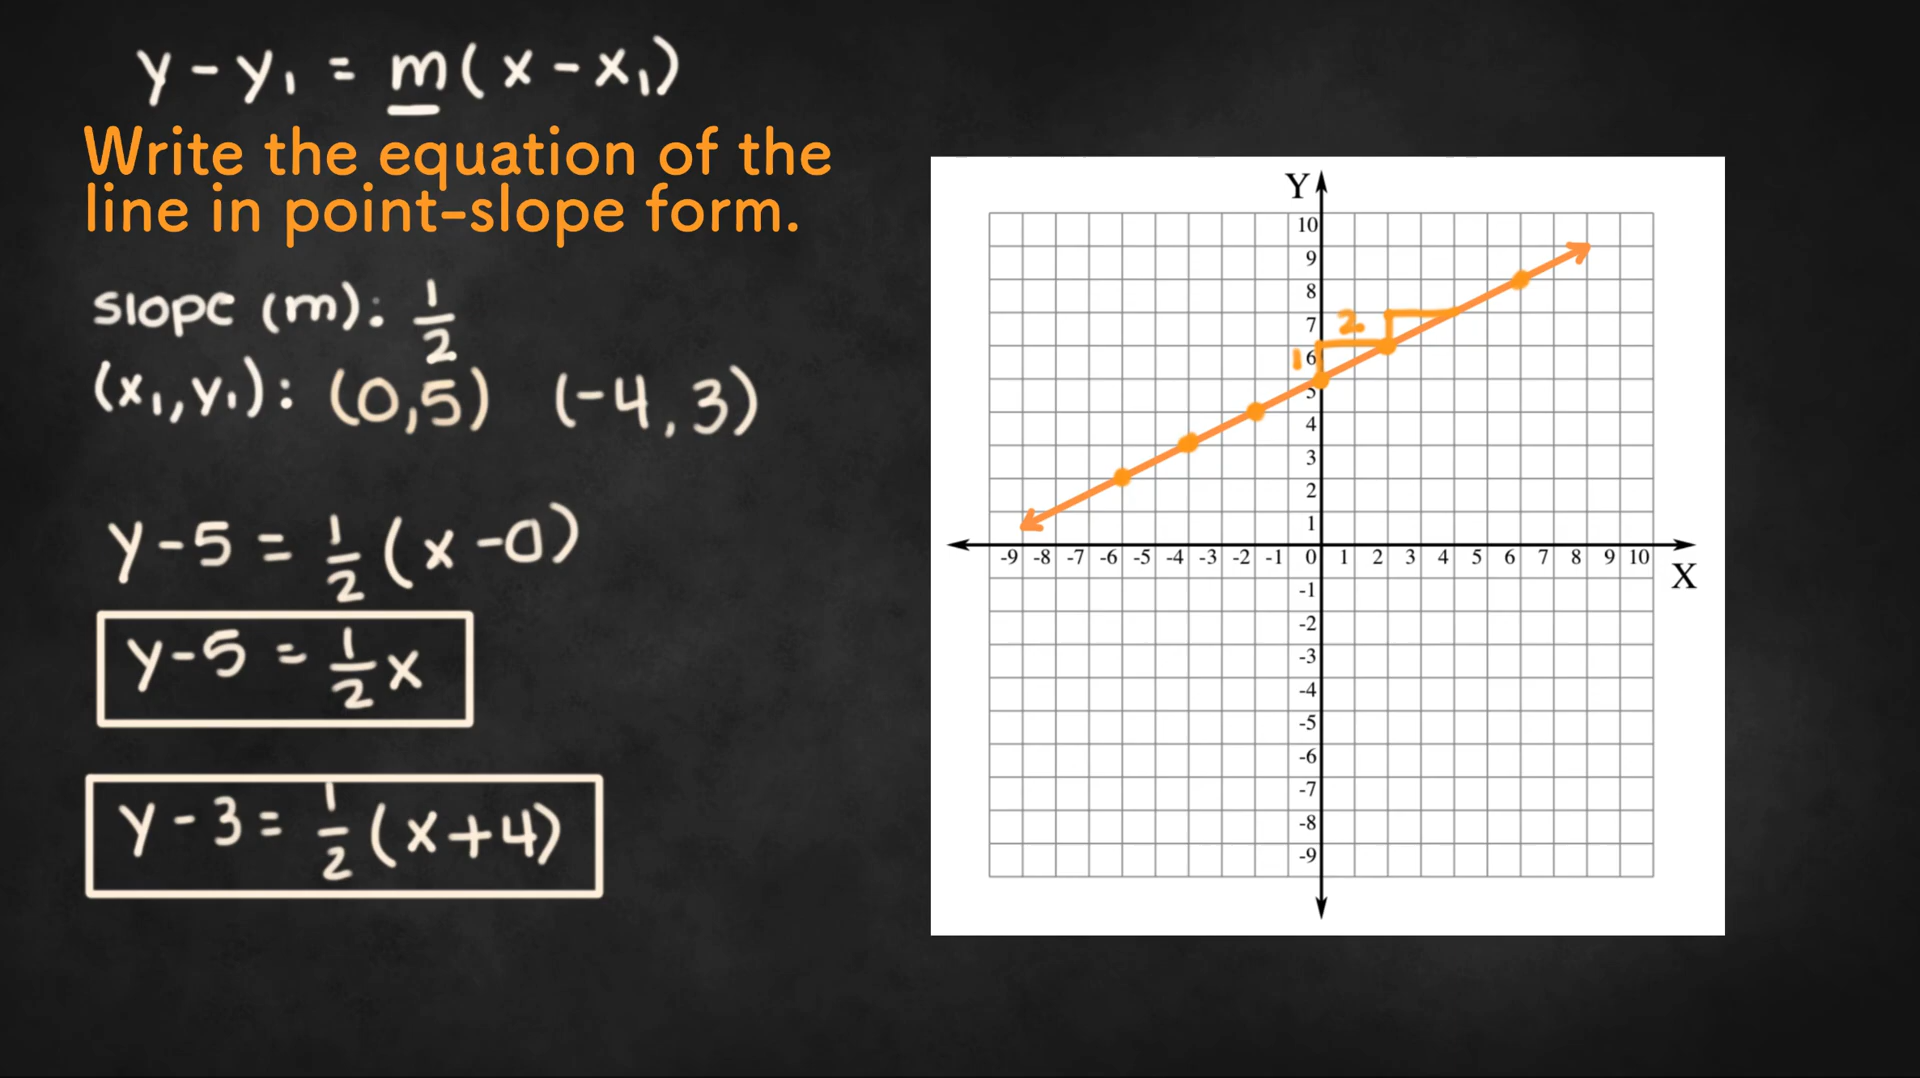 y - y₁ = m(x - x₁)
Write the equation of the
line in point-slope form.
slope (m): 1/2
(x₁, y₁): (0,5) (-4,3)
y - 5 = 1/2 (x - 0)
y - 5 = 1/2 x
y - 3 = 1/2 (x + 4)
Y
10
9
8
7
2
1
6
5
4
3
2
1
-9 -8 -7 -6 -5 -4 -3 -2 -1 0 1 2 3 4 5 6 7 8 9 10
X
-1
-2
-3
-4
-5
-6
-7
-8
-9